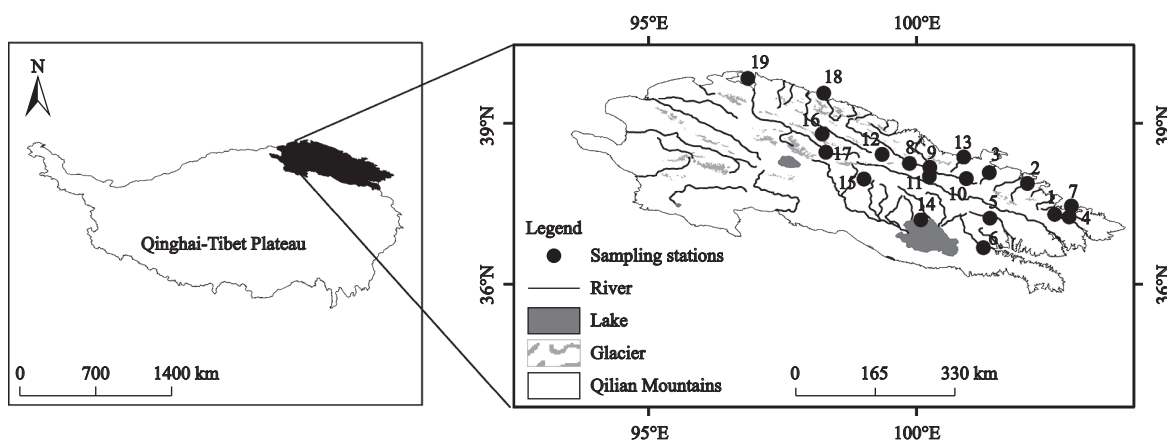 N
Qinghai-Tibet Plateau
0 700 1400 km
95°E 100°E
39°N 39°N
36°N 36°N
19
18
16
17
12
8
9
13
3
2
15
11
10
7
1
4
14
5
6
Legend
Sampling stations
River
Lake
Glacier
Qilian Mountains
0 165 330 km
95°E 100°E